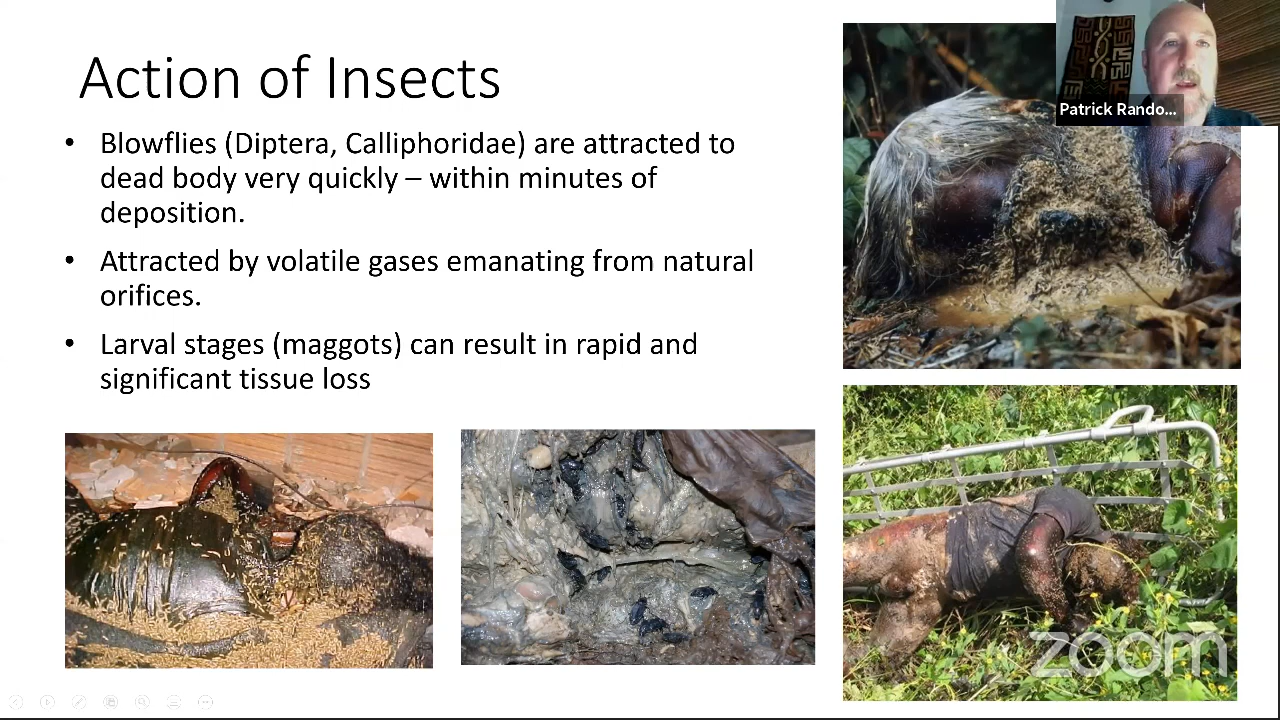 Action of Insects
Patrick Rando...
• Blowflies (Diptera, Calliphoridae) are attracted to
dead body very quickly – within minutes of
deposition.
• Attracted by volatile gases emanating from natural
orifices.
• Larval stages (maggots) can result in rapid and
significant tissue loss
zoom